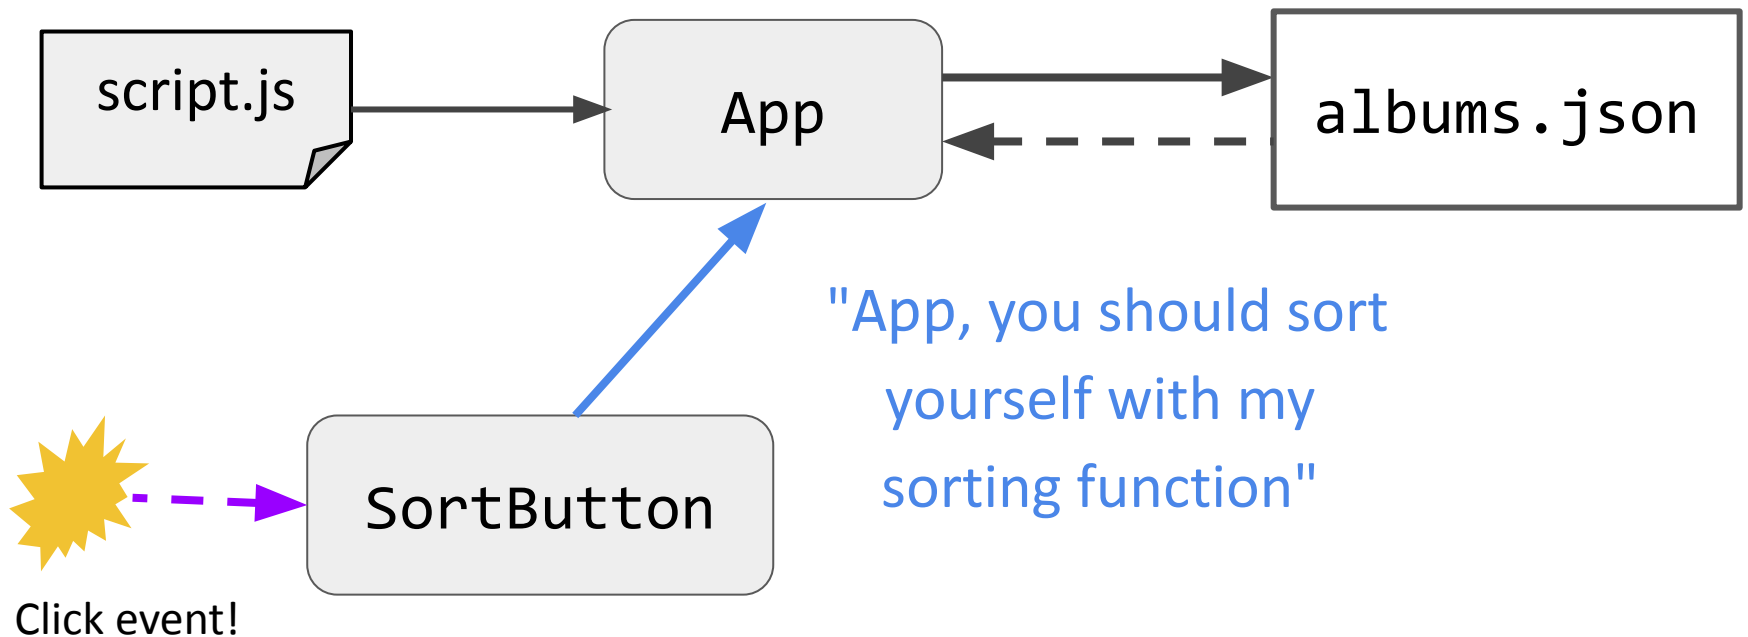 script.js
App
albums.json
"App, you should sort
yourself with my
sorting function"
SortButton
Click event!